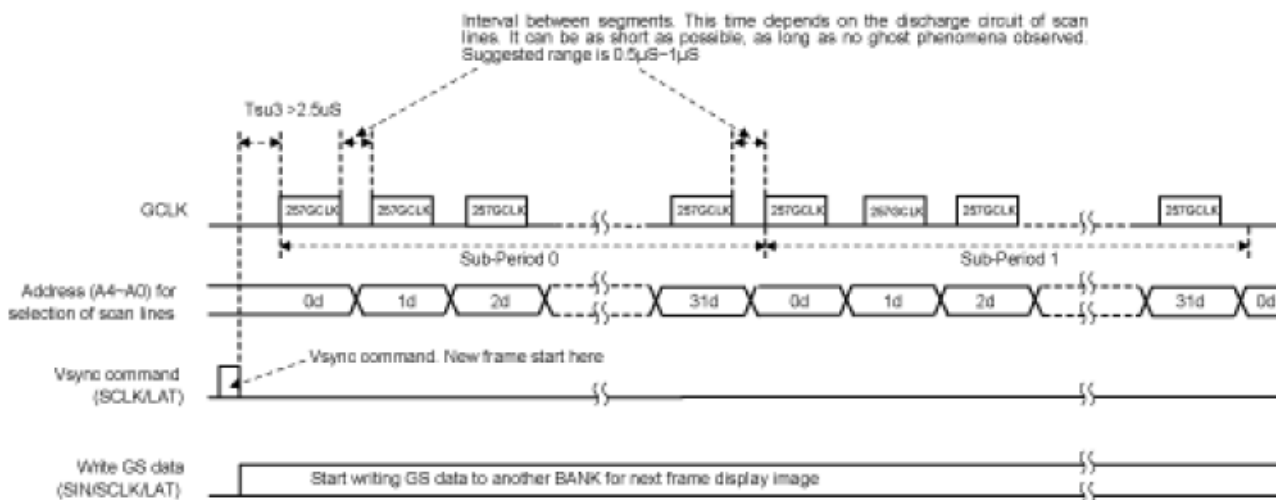 Interval between segments. This time depends on the discharge circuit of scan
lines. It can be as short as possible, as long as no ghost phenomena observed.
Suggested range is 0.5µS~1µS
Tsu3 >2.5uS
GCLK 257GCLK 257GCLK 257GCLK 257GCLK 257GCLK 257GCLK 257GCLK 257GCLK
Sub-Period 0 Sub-Period 1
Address (A4~A0) for
selection of scan lines
0d 1d 2d 31d 0d 1d 2d 31d 0d
Vsync command. New frame start here
Vsync command
(SCLK/LAT)
Write GS data
(SIN/SCLK/LAT)
Start writing GS data to another BANK for next frame display image